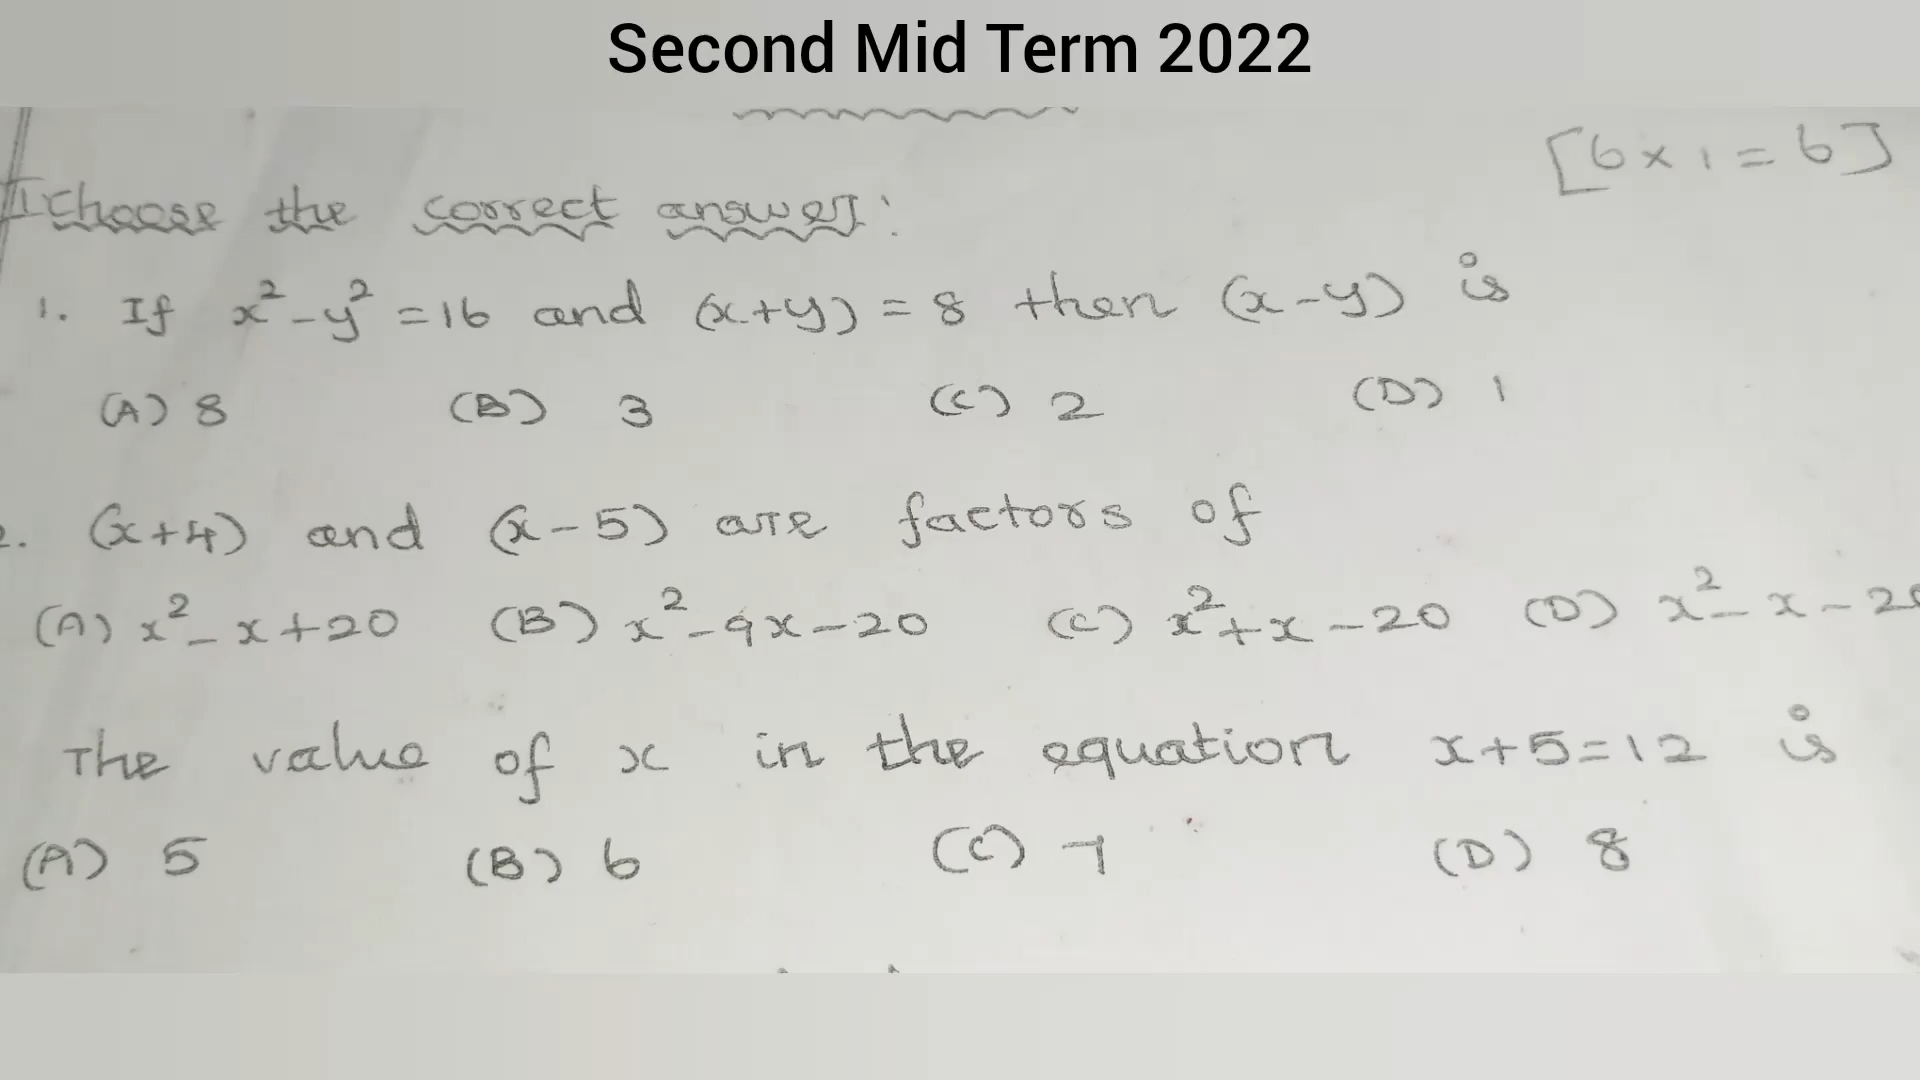 Second Mid Term 2022
[6 × 1 = 6]
I choose the correct answer:
1. If x² - y² = 16 and (x+y) = 8 then (x-y) is
(A) 8 (B) 3 (C) 2 (D) 1
2. (x+4) and (x-5) are factors of
(A) x² - x + 20 (B) x² - 9x - 20 (C) x² + x - 20 (D) x² - x - 20
The value of x in the equation x+5=12 is
(A) 5 (B) 6 (C) 7 (D) 8